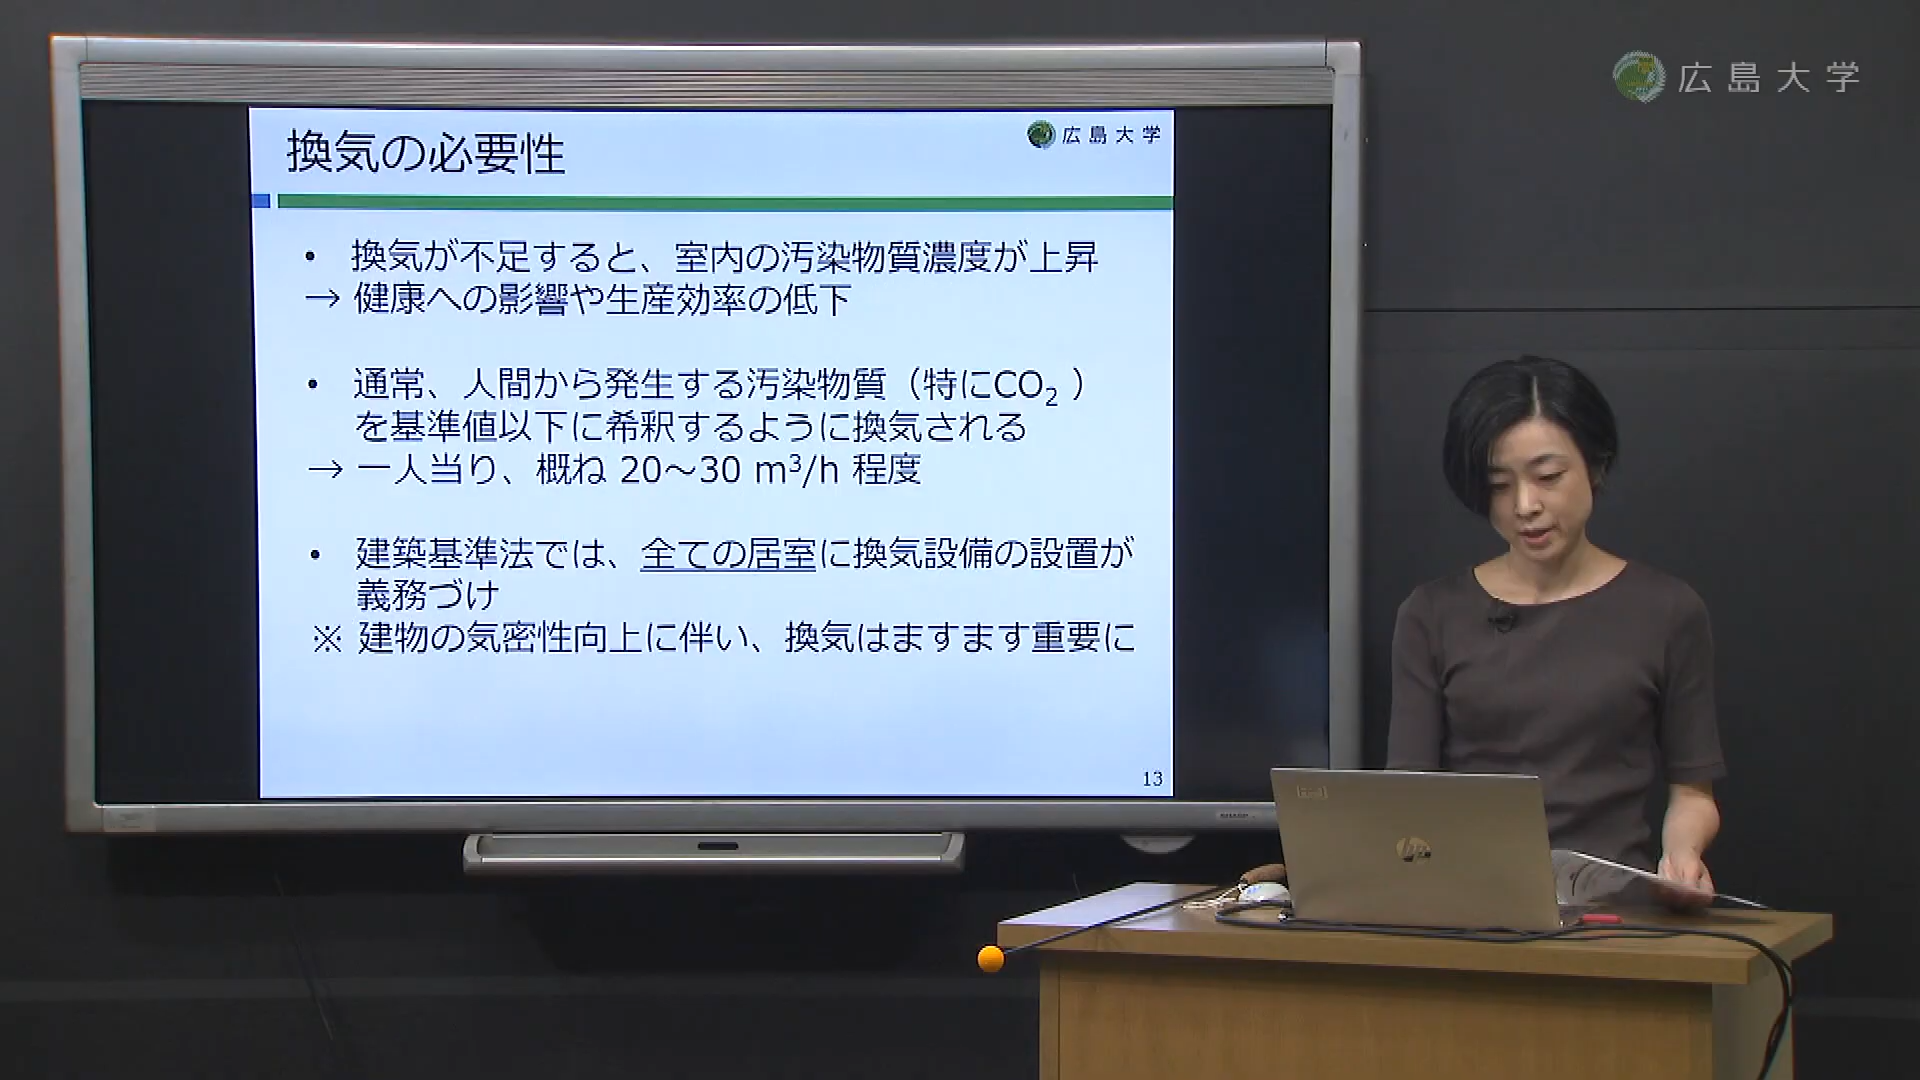 広島大学
換気の必要性
広島大学
• 換気が不足すると、室内の汚染物質濃度が上昇
→ 健康への影響や生産効率の低下
• 通常、人間から発生する汚染物質（特にCO₂ ）
を基準値以下に希釈するように換気される
→ 一人当り、概ね 20～30 m³/h 程度
• 建築基準法では、全ての居室に換気設備の設置が
義務づけ
※ 建物の気密性向上に伴い、換気はますます重要に
13
SHARP
hp